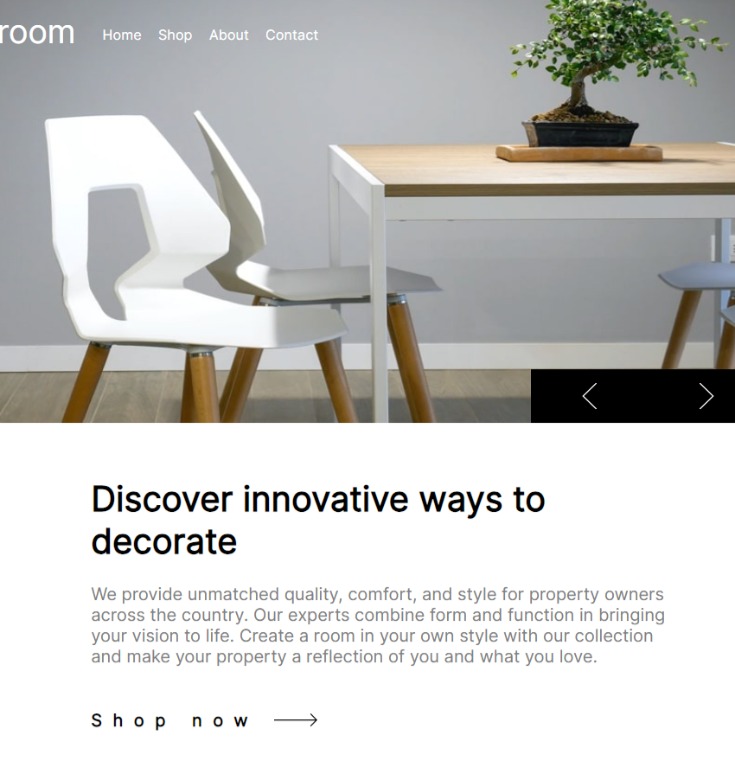 room
Home Shop About Contact
Discover innovative ways to
decorate
We provide unmatched quality, comfort, and style for property owners
across the country. Our experts combine form and function in bringing
your vision to life. Create a room in your own style with our collection
and make your property a reflection of you and what you love.
Shop now